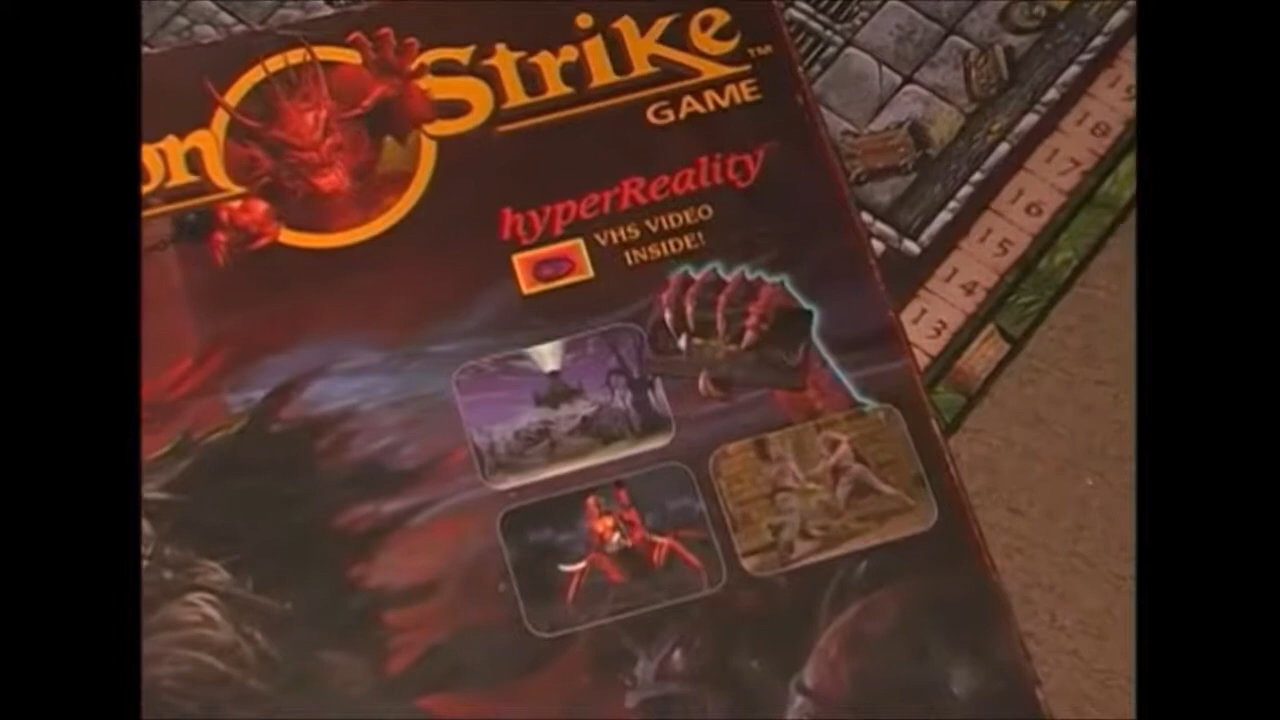 on Strike™
GAME
hyperReality
VHS VIDEO
INSIDE!
19
18
17
16
15
14
13